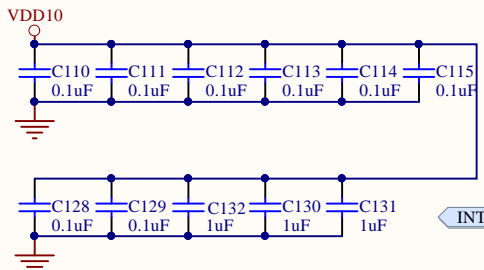 VDD10
C110 C111 C112 C113 C114 C115
0.1uF 0.1uF 0.1uF 0.1uF 0.1uF 0.1uF
C128 C129 C132 C130 C131
0.1uF 0.1uF 1uF 1uF 1uF
INT